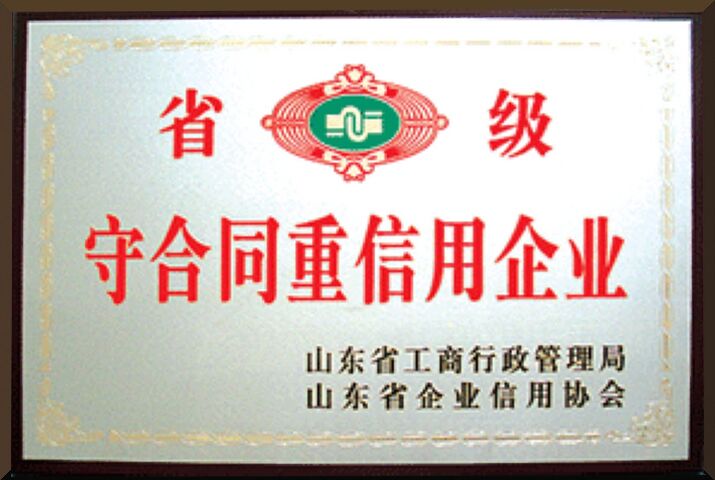 省级
守合同重信用企业
山东省工商行政管理局
山东省企业信用协会